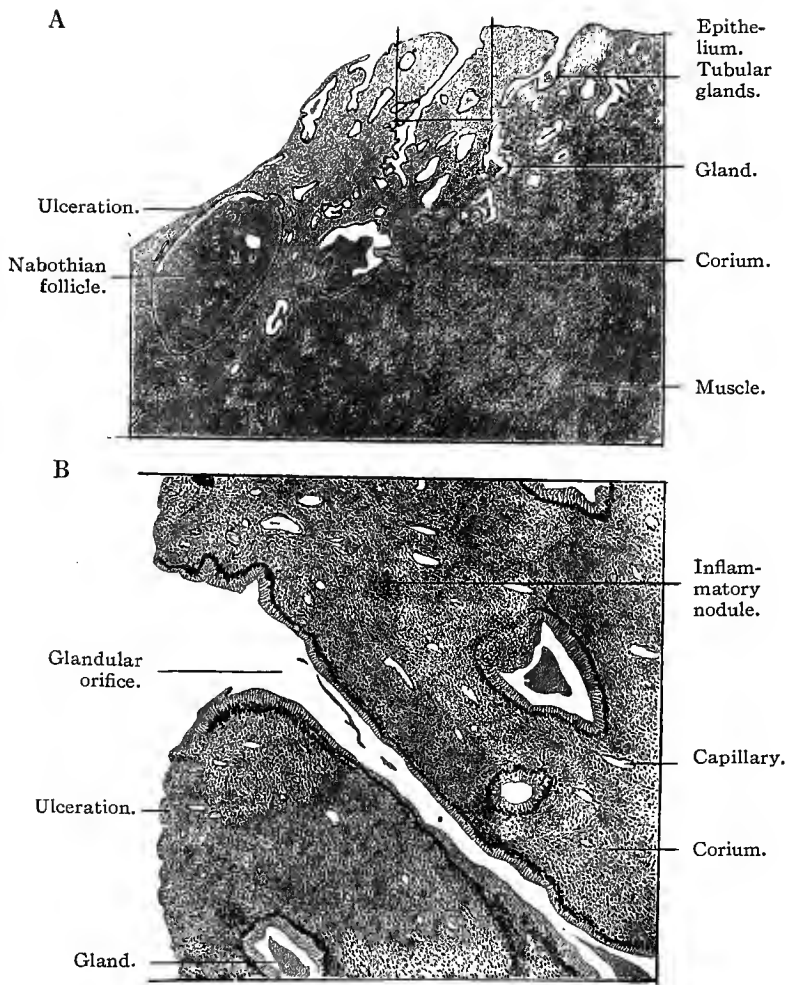 A
Epithe-
lium.
Tubular
glands.
Gland.
Ulceration.
Nabothian
follicle.
Corium.
Muscle.
B
Inflam-
matory
nodule.
Glandular
orifice.
Capillary.
Ulceration.
Corium.
Gland.